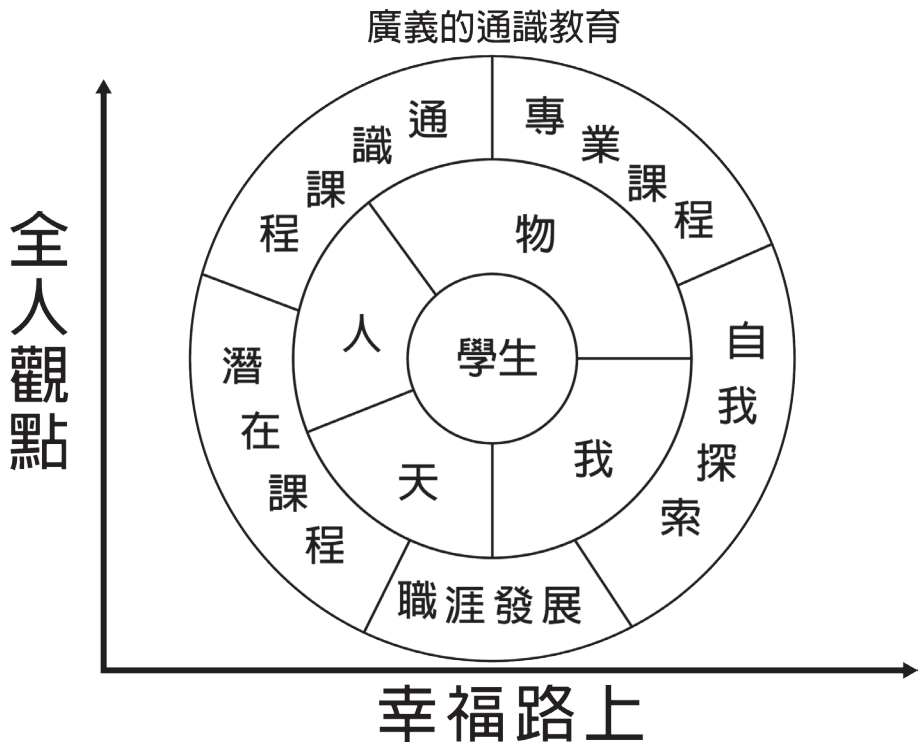 廣義的通識教育
通識課程
專業課程
物
人
學生
自我探索
全人觀點
潛在課程
天
我
職涯發展
幸福路上